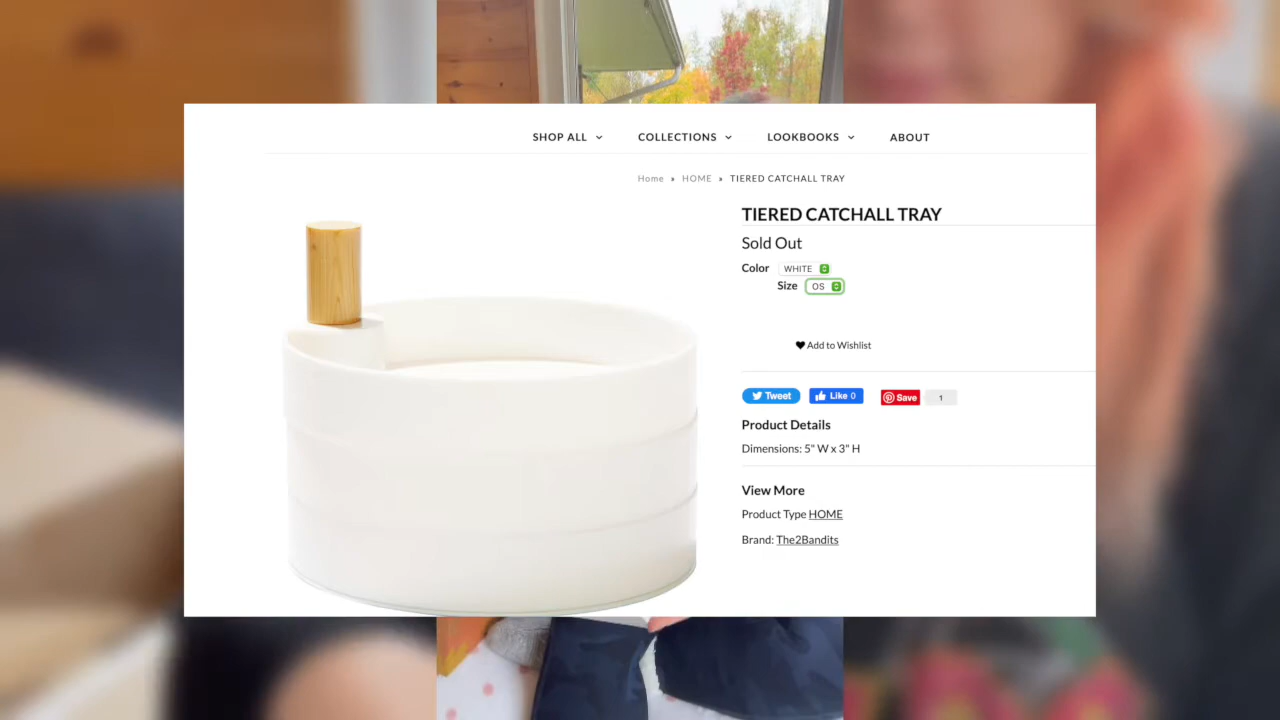 SHOP ALL COLLECTIONS LOOKBOOKS ABOUT
Home » HOME » TIERED CATCHALL TRAY
TIERED CATCHALL TRAY
Sold Out
Color WHITE
Size OS
Add to Wishlist
Tweet Like 0 Save 1
Product Details
Dimensions: 5" W x 3" H
View More
Product Type HOME
Brand: The2Bandits